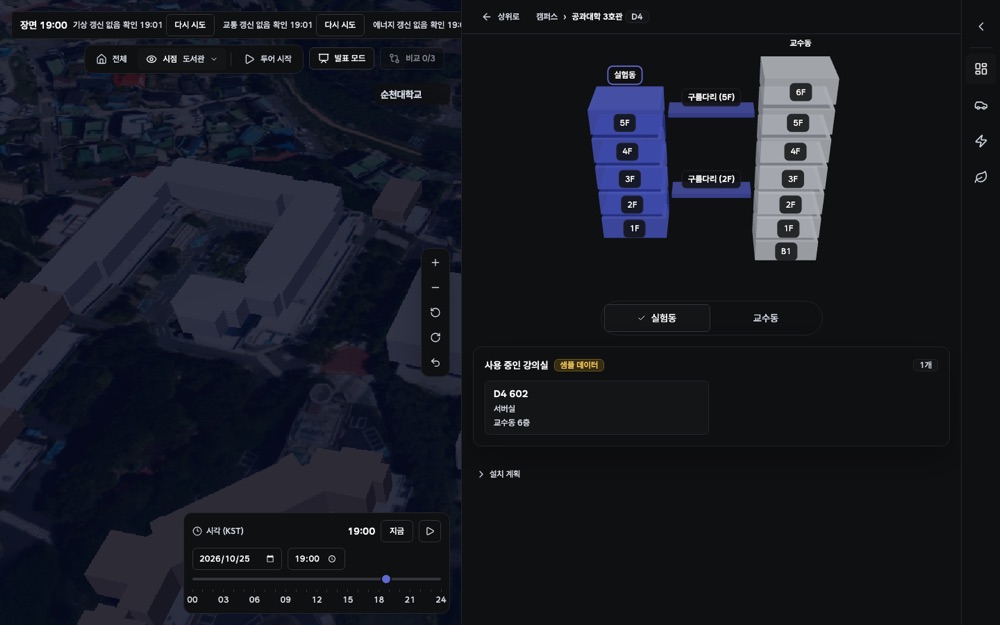 장면 19:00 기상 갱신 없음 확인 19:01 다시 시도 교통 갱신 없음 확인 19:01 다시 시도 에너지 갱신 없음 확인
전체 시점 도서관 투어 시작 발표 모드 비교 0/3
순천대학교
시각 (KST) 19:00 지금
2026/10/25 19:00
00 03 06 09 12 15 18 21 24
상위로 캠퍼스 › 공과대학 3호관 D4
교수동
실험동
구름다리 (5F)
6F
5F
5F
4F
4F
구름다리 (2F)
3F
3F
2F
2F
1F
1F
B1
실험동 교수동
사용 중인 강의실 샘플 데이터 1개
D4 602
서버실
교수동 6층
설치 계획